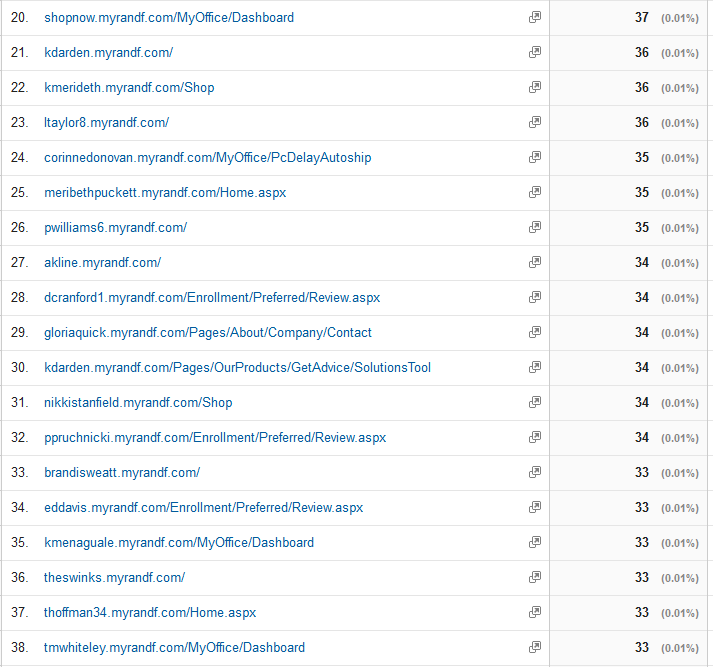 20. shopnow.myrandf.com/MyOffice/Dashboard 37 (0.01%)
21. kdarden.myrandf.com/ 36 (0.01%)
22. kmerideth.myrandf.com/Shop 36 (0.01%)
23. ltaylor8.myrandf.com/ 36 (0.01%)
24. corinnedonovan.myrandf.com/MyOffice/PcDelayAutoship 35 (0.01%)
25. meribethpuckett.myrandf.com/Home.aspx 35 (0.01%)
26. pwilliams6.myrandf.com/ 35 (0.01%)
27. akline.myrandf.com/ 34 (0.01%)
28. dcranford1.myrandf.com/Enrollment/Preferred/Review.aspx 34 (0.01%)
29. gloriaquick.myrandf.com/Pages/About/Company/Contact 34 (0.01%)
30. kdarden.myrandf.com/Pages/OurProducts/GetAdvice/SolutionsTool 34 (0.01%)
31. nikkistanfield.myrandf.com/Shop 34 (0.01%)
32. ppruchnicki.myrandf.com/Enrollment/Preferred/Review.aspx 34 (0.01%)
33. brandisweatt.myrandf.com/ 33 (0.01%)
34. eddavis.myrandf.com/Enrollment/Preferred/Review.aspx 33 (0.01%)
35. kmenaguale.myrandf.com/MyOffice/Dashboard 33 (0.01%)
36. theswinks.myrandf.com/ 33 (0.01%)
37. thoffman34.myrandf.com/Home.aspx 33 (0.01%)
38. tmwhiteley.myrandf.com/MyOffice/Dashboard 33 (0.01%)